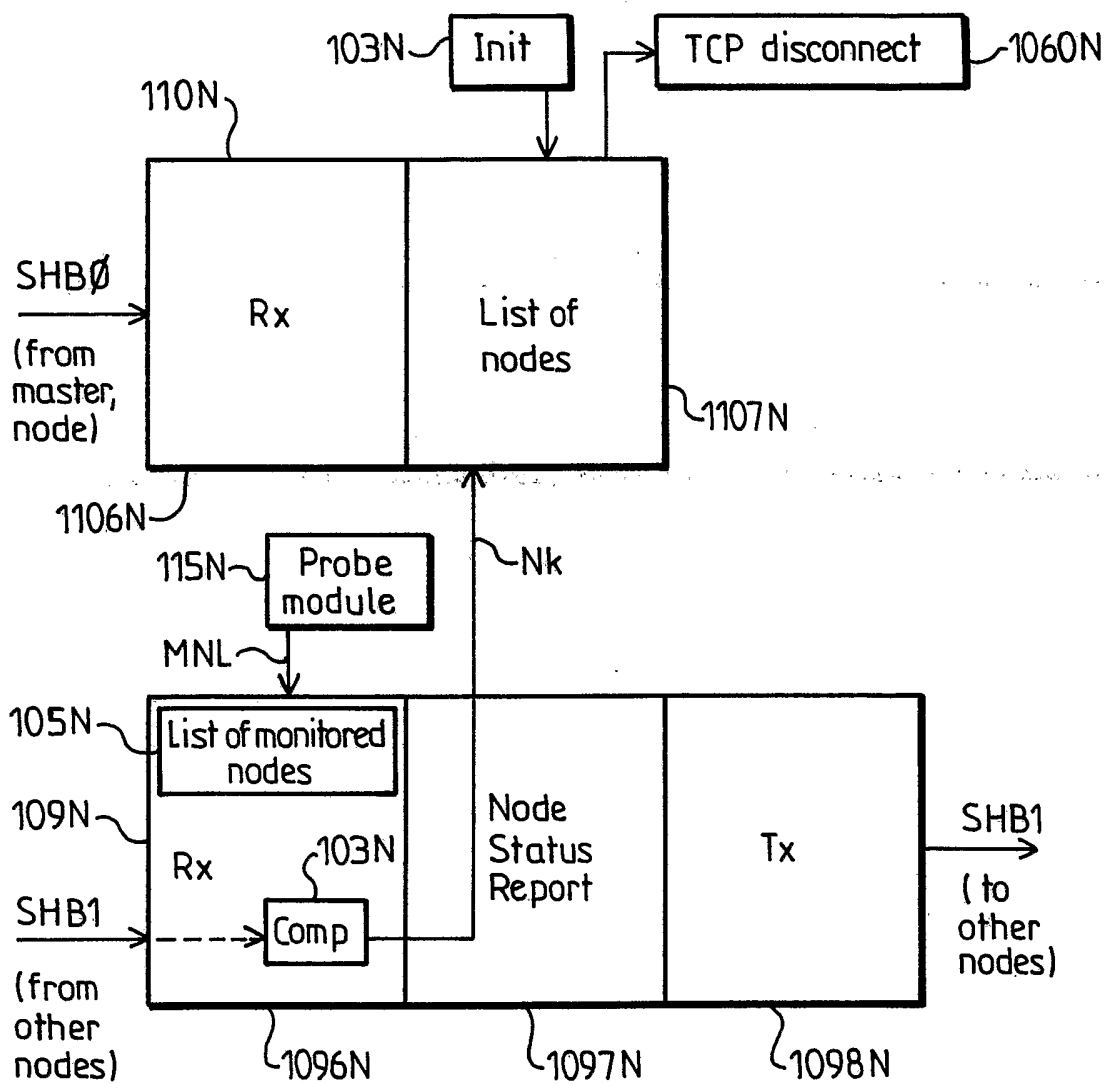 103N
Init
TCP disconnect
1060N
110N
SHBØ
(from
master,
node)
Rx
List of
nodes
1107N
1106N
115N
Probe
module
Nk
MNL
105N
List of monitored
nodes
109N
Rx
103N
Comp
SHB1
(from
other
nodes)
Node
Status
Report
Tx
SHB1
(to
other
nodes)
1096N
1097N
1098N